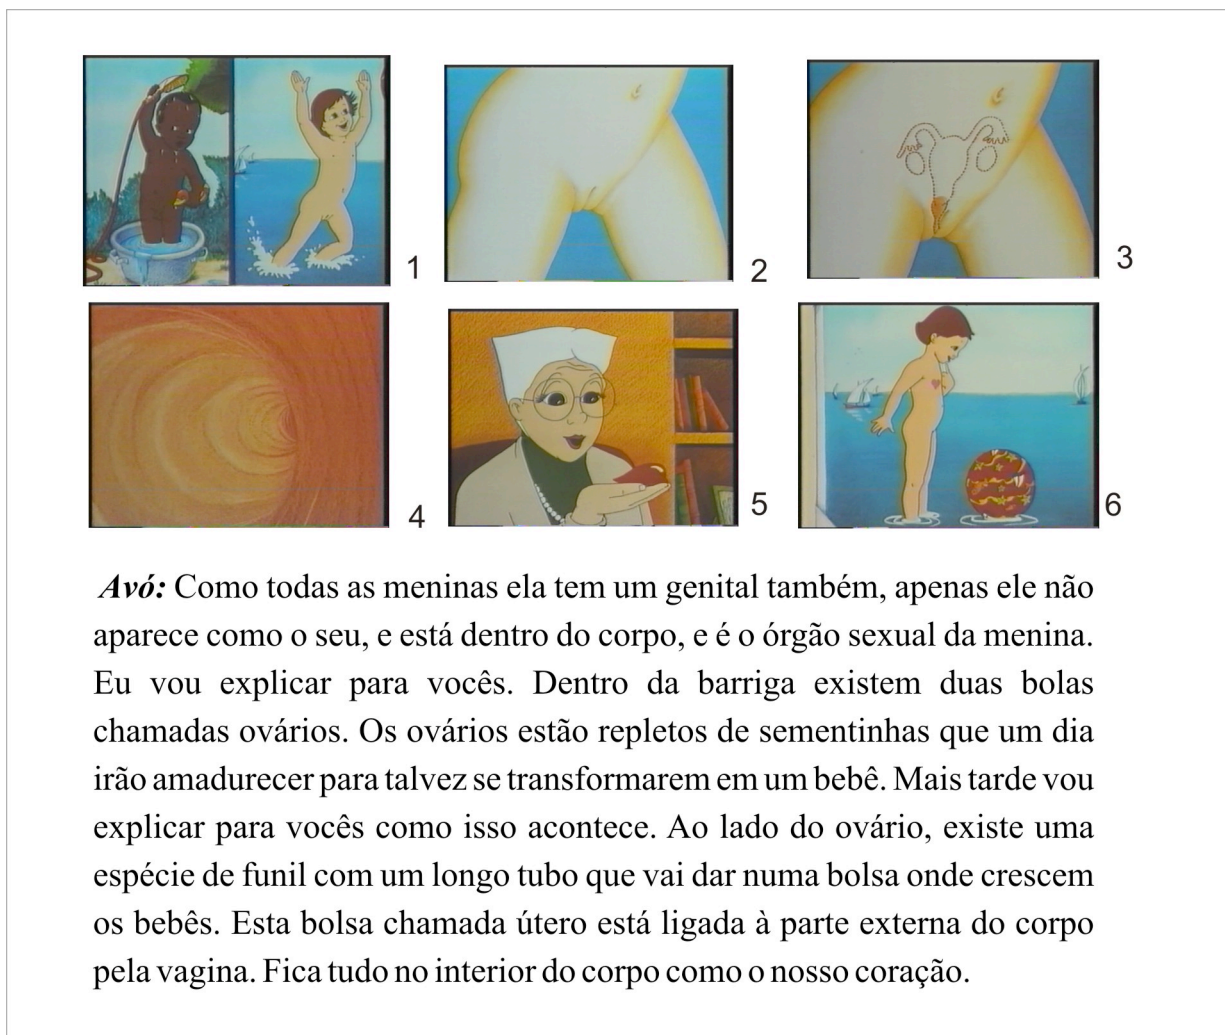 1
2
3
4
5
6
Avó: Como todas as meninas ela tem um genital também, apenas ele não
aparece como o seu, e está dentro do corpo, e é o órgão sexual da menina.
Eu vou explicar para vocês. Dentro da barriga existem duas bolas
chamadas ovários. Os ovários estão repletos de sementinhas que um dia
irão amadurecer para talvez se transformarem em um bebê. Mais tarde vou
explicar para vocês como isso acontece. Ao lado do ovário, existe uma
espécie de funil com um longo tubo que vai dar numa bolsa onde crescem
os bebês. Esta bolsa chamada útero está ligada à parte externa do corpo
pela vagina. Fica tudo no interior do corpo como o nosso coração.